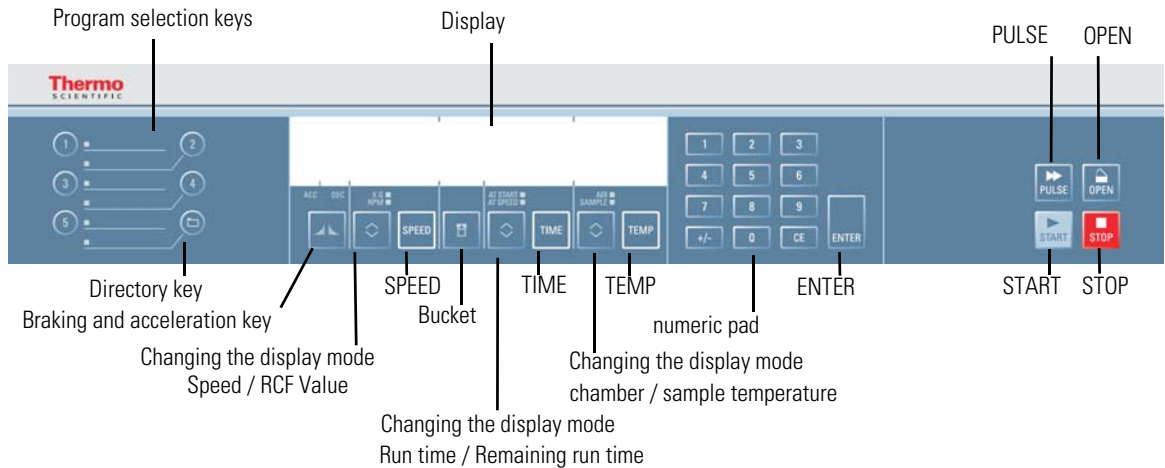 Program selection keys
Display
PULSE
OPEN
Thermo
SCIENTIFIC
1
2
3
4
5
ACC DEC
X G
RPM
AT START
AT SPEED
AIR
SAMPLE
SPEED
TIME
TEMP
1 2 3
4 5 6
7 8 9
+/- 0 CE
ENTER
PULSE
OPEN
START
STOP
Directory key
Braking and acceleration key
Changing the display mode
Speed / RCF Value
SPEED
Bucket
TIME
TEMP
numeric pad
ENTER
START
STOP
Changing the display mode
chamber / sample temperature
Changing the display mode
Run time / Remaining run time